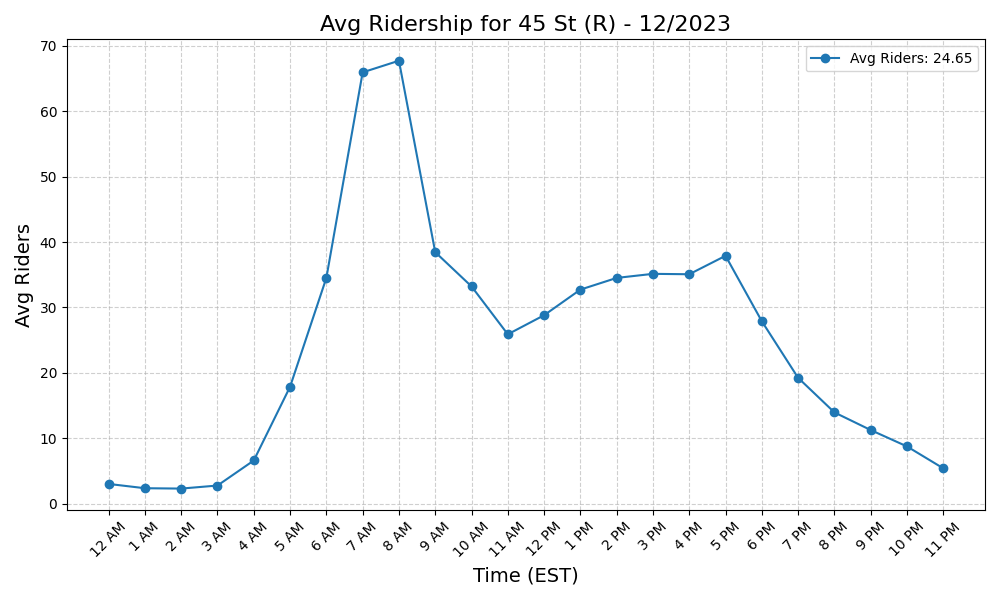 Avg Ridership for 45 St (R) - 12/2023
Avg Riders: 24.65
70
60
50
40
30
20
10
0
Avg Riders
12 AM
1 AM
2 AM
3 AM
4 AM
5 AM
6 AM
7 AM
8 AM
9 AM
10 AM
11 AM
12 PM
1 PM
2 PM
3 PM
4 PM
5 PM
6 PM
7 PM
8 PM
9 PM
10 PM
11 PM
Time (EST)